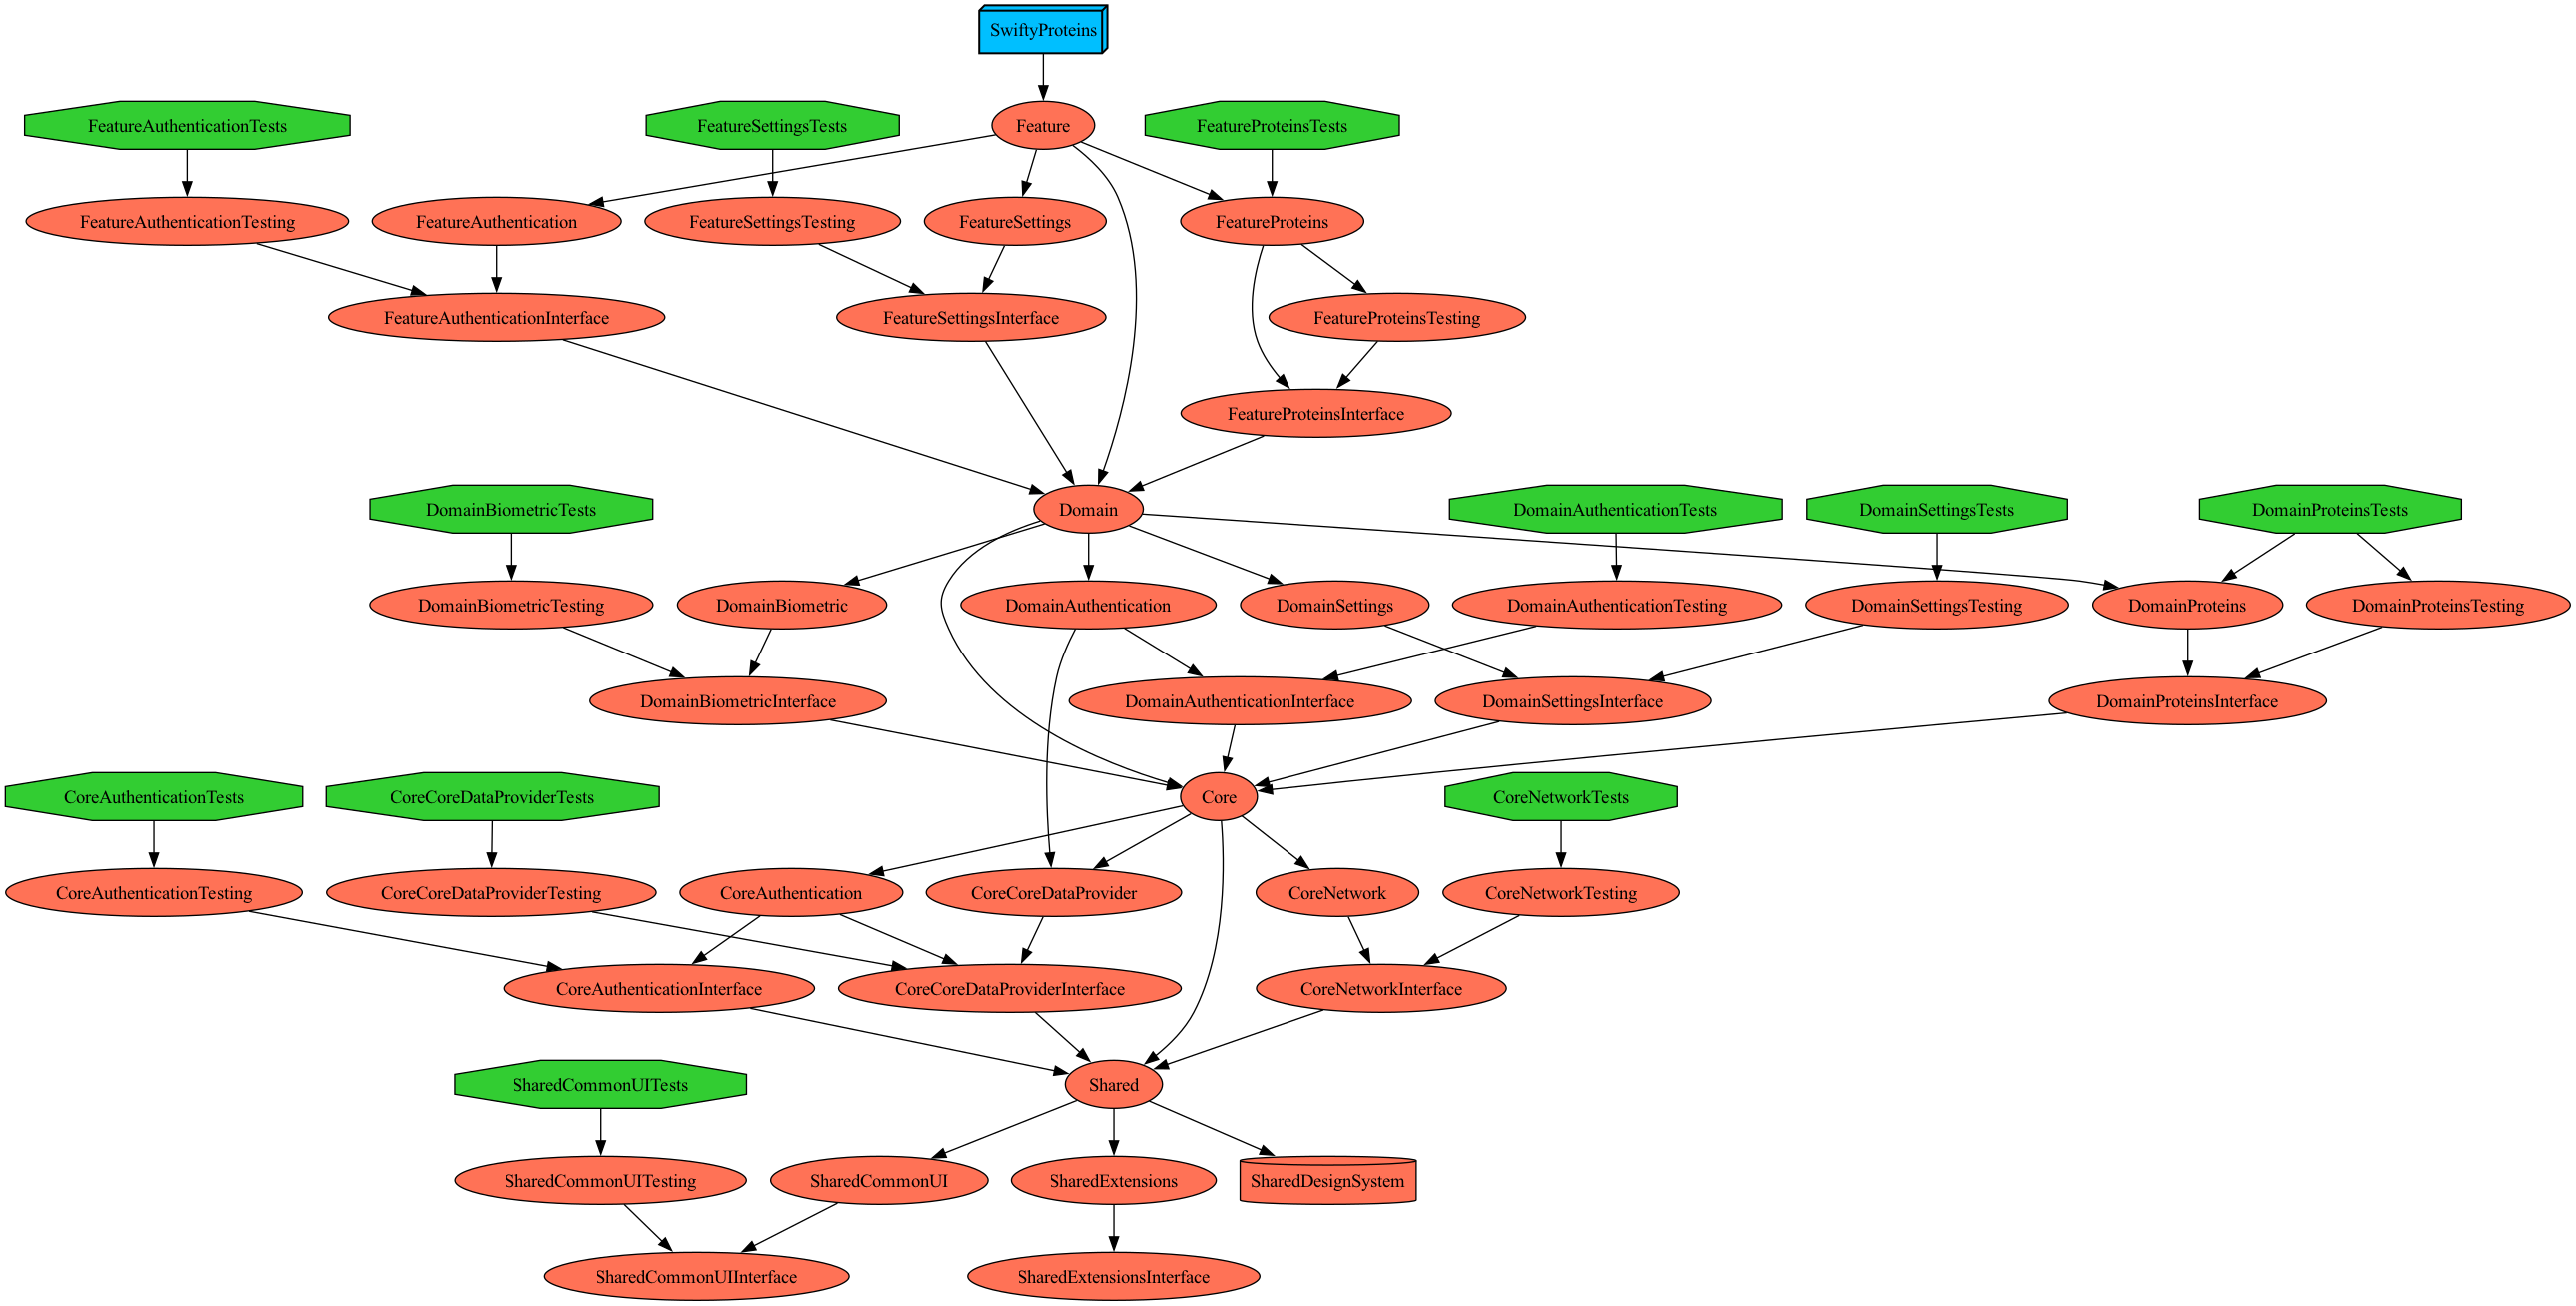 SwiftyProteins
FeatureAuthenticationTests
FeatureSettingsTests
Feature
FeatureProteinsTests
FeatureAuthenticationTesting
FeatureAuthentication
FeatureSettingsTesting
FeatureSettings
FeatureProteins
FeatureAuthenticationInterface
FeatureSettingsInterface
FeatureProteinsTesting
FeatureProteinsInterface
DomainBiometricTests
Domain
DomainAuthenticationTests
DomainSettingsTests
DomainProteinsTests
DomainBiometricTesting
DomainBiometric
DomainAuthentication
DomainSettings
DomainAuthenticationTesting
DomainSettingsTesting
DomainProteins
DomainProteinsTesting
DomainBiometricInterface
DomainAuthenticationInterface
DomainSettingsInterface
DomainProteinsInterface
CoreAuthenticationTests
CoreCoreDataProviderTests
Core
CoreNetworkTests
CoreAuthenticationTesting
CoreCoreDataProviderTesting
CoreAuthentication
CoreCoreDataProvider
CoreNetwork
CoreNetworkTesting
CoreAuthenticationInterface
CoreCoreDataProviderInterface
CoreNetworkInterface
SharedCommonUITests
Shared
SharedCommonUITesting
SharedCommonUI
SharedExtensions
SharedDesignSystem
SharedCommonUIInterface
SharedExtensionsInterface